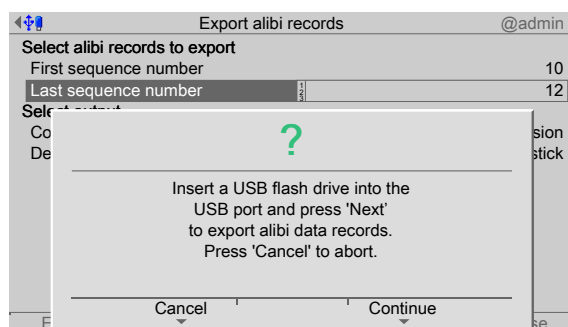 Export alibi records @admin
Select alibi records to export
First sequence number 10
Last sequence number 12
Insert a USB flash drive into the
USB port and press 'Next’
to export alibi data records.
Press 'Cancel' to abort.
Cancel Continue